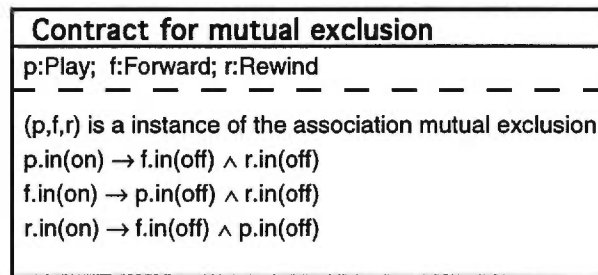 Contract for mutual exclusion
p:Play; f:Forward; r:Rewind
(p,f,r) is a instance of the association mutual exclusion
p.in(on) → f.in(off) ∧ r.in(off)
f.in(on) → p.in(off) ∧ r.in(off)
r.in(on) → f.in(off) ∧ p.in(off)